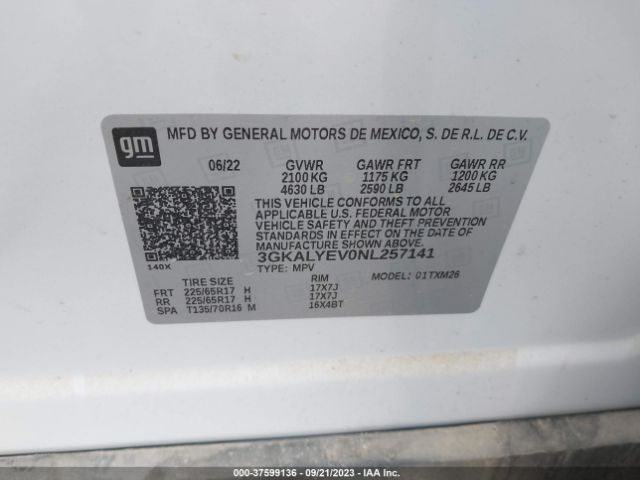 gm
MFD BY GENERAL MOTORS DE MEXICO, S. DE R.L. DE C.V.
06/22 GVWR GAWR FRT GAWR RR
2100 KG 1175 KG 1200 KG
4630 LB 2590 LB 2645 LB
THIS VEHICLE CONFORMS TO ALL
APPLICABLE U.S. FEDERAL MOTOR
VEHICLE SAFETY AND THEFT PREVENTION
STANDARDS IN EFFECT ON THE DATE OF
MANUFACTURE SHOWN ABOVE.
3GKALYEV0NL257141
140X TYPE: MPV MODEL: 01TXM26
TIRE SIZE RIM
FRT 225/65R17 H 17X7J
RR 225/65R17 H 17X7J
SPA T135/70R16 M 16X4BT
000-37599136 - 09/21/2023 - IAA Inc.